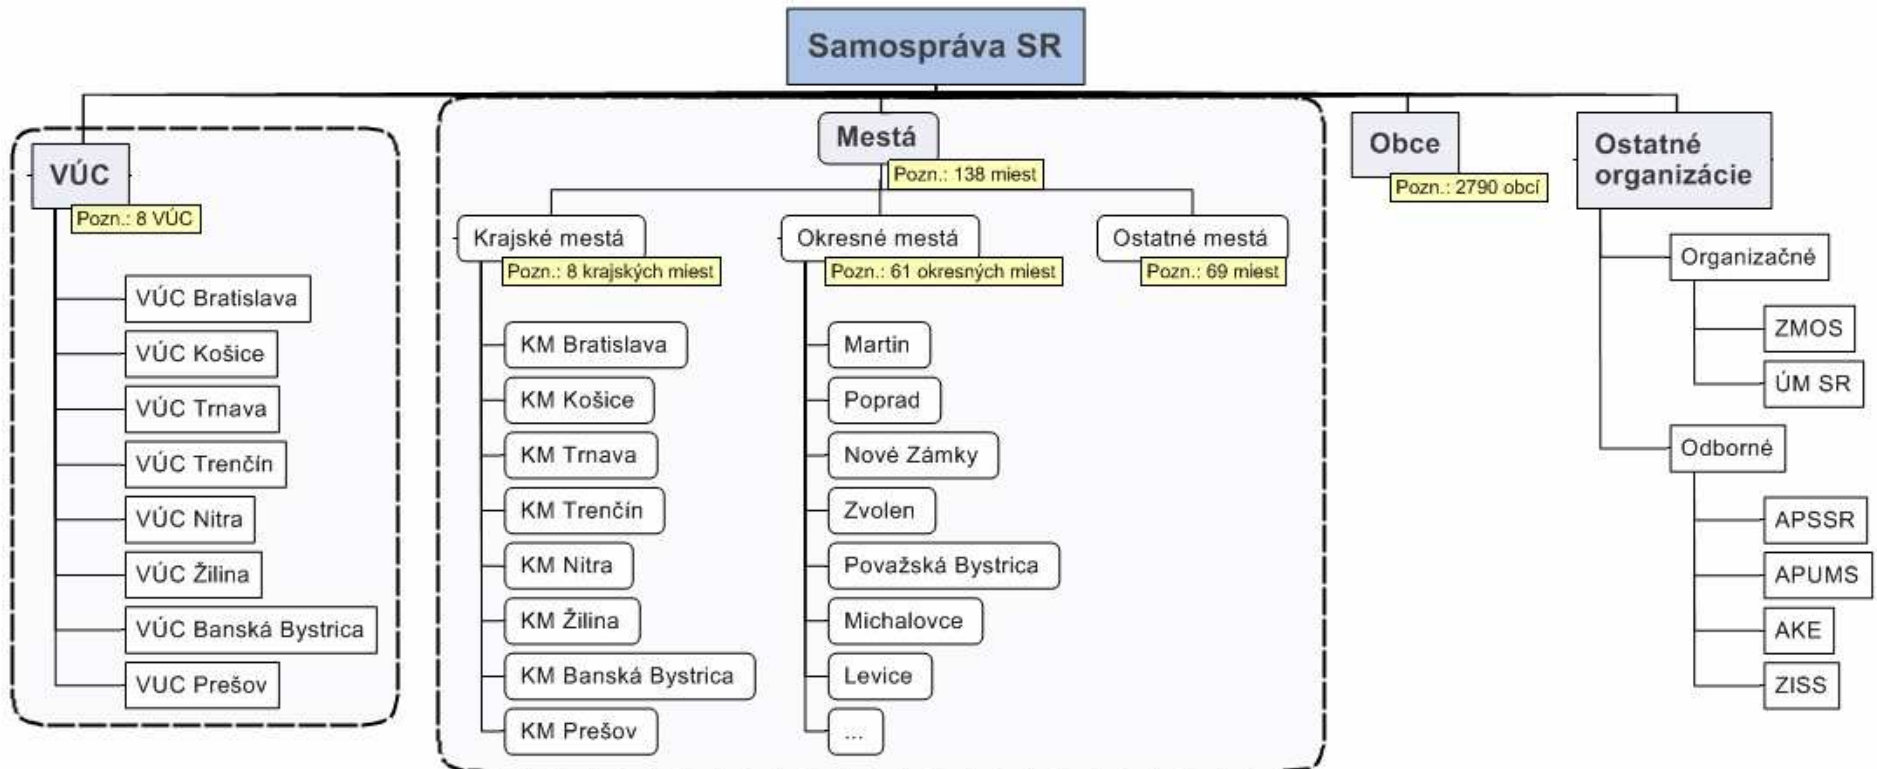 Samospráva SR
VÚC
Pozn.: 8 VÚC
VÚC Bratislava
VÚC Košice
VÚC Trnava
VÚC Trenčín
VÚC Nitra
VÚC Žilina
VÚC Banská Bystrica
VUC Prešov
Mestá
Pozn.: 138 miest
Krajské mestá
Pozn.: 8 krajských miest
KM Bratislava
KM Košice
KM Trnava
KM Trenčín
KM Nitra
KM Žilina
KM Banská Bystrica
KM Prešov
Okresné mestá
Pozn.: 61 okresných miest
Martin
Poprad
Nové Zámky
Zvolen
Považská Bystrica
Michalovce
Levice
...
Ostatné mestá
Pozn.: 69 miest
Obce
Pozn.: 2790 obcí
Ostatné
organizácie
Organizačné
ZMOS
ÚM SR
Odborné
APSSR
APUMS
AKE
ZISS